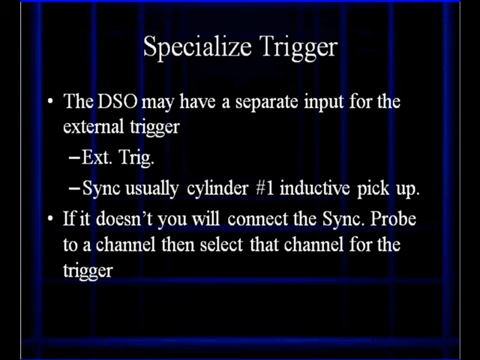 Specialize Trigger
• The DSO may have a separate input for the
external trigger
–Ext. Trig.
–Sync usually cylinder #1 inductive pick up.
• If it doesn't you will connect the Sync. Probe
to a channel then select that channel for the
trigger